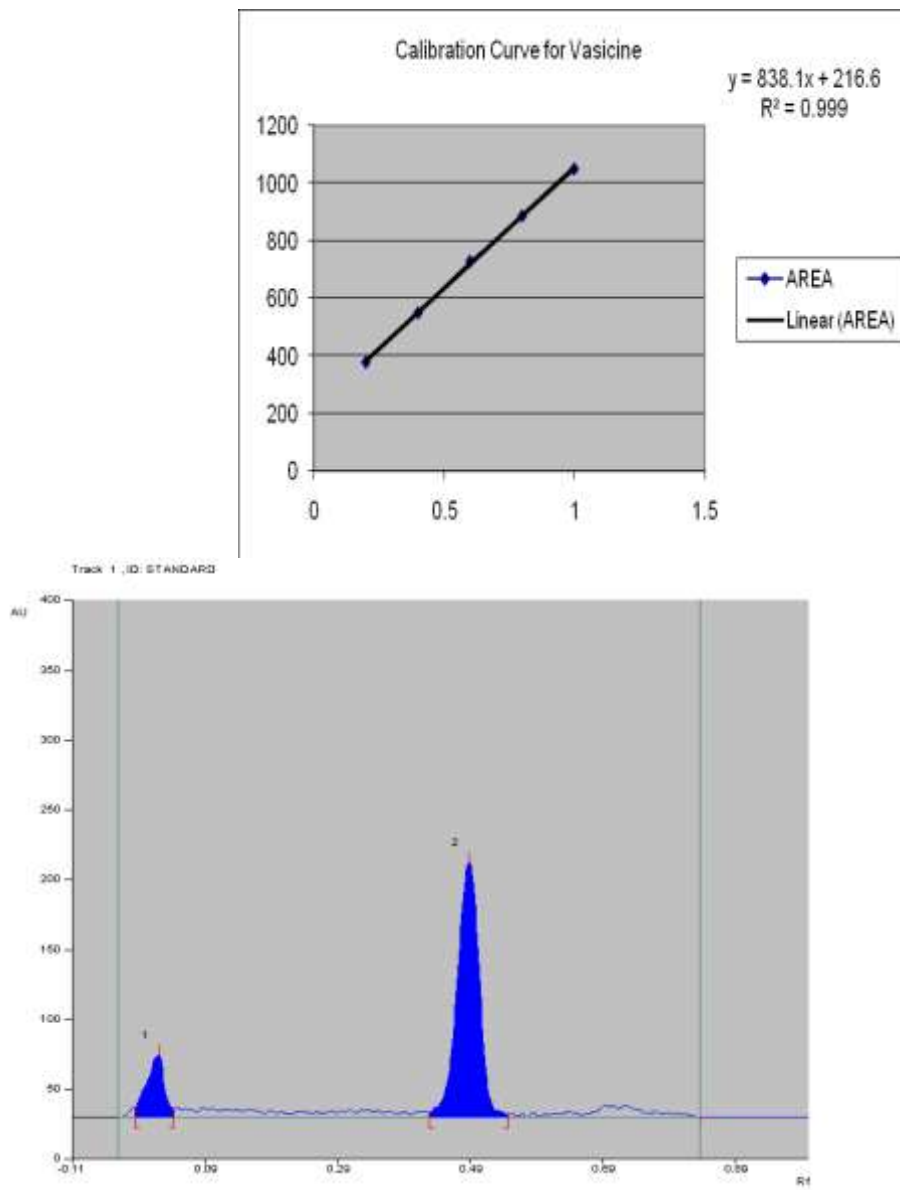 Calibration Curve for Vasicine
y = 838.1x + 216.6
R² = 0.999
1200
1000
800
600
400
200
0
0 0.5 1 1.5
AREA
Linear (AREA)
Track 1 , ID: STANDARD
AU
400
350
300
250
200
150
100
50
0
1
2
-0.11 0.09 0.29 0.49 0.69 0.89
Rf